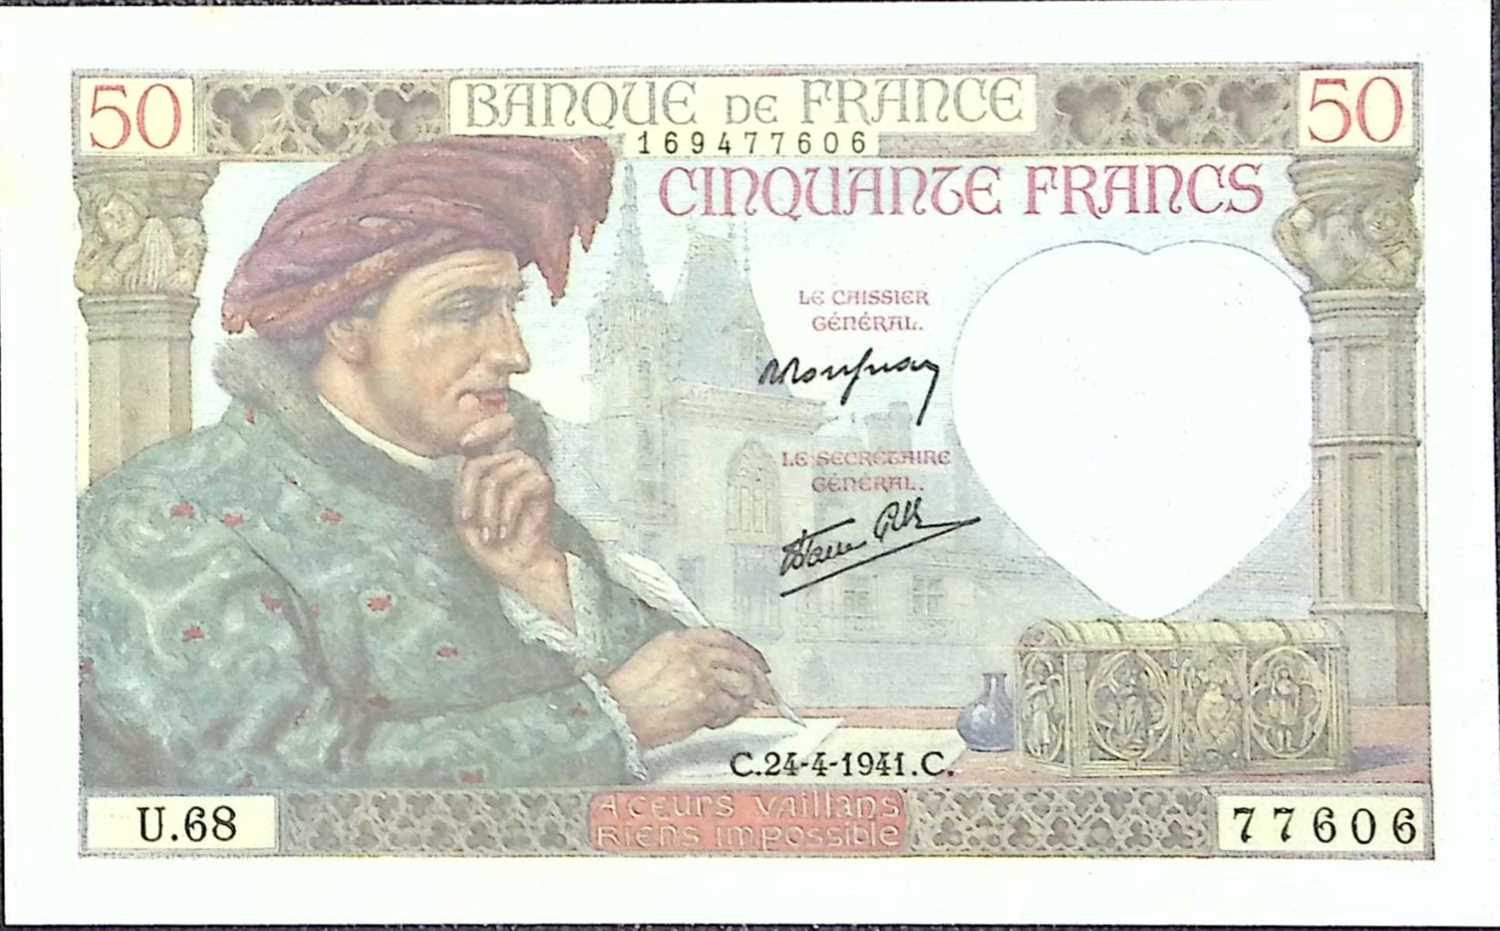 50
BANQUE DE FRANCE
50
169477606
CINQUANTE FRANCS
LE CAISSIER
GÉNÉRAL.
LE SECRÉTAIRE
GÉNÉRAL.
C.24-4-1941.C.
U.68
A CŒURS VAILLANS
RIENS IMPOSSIBLE
77606